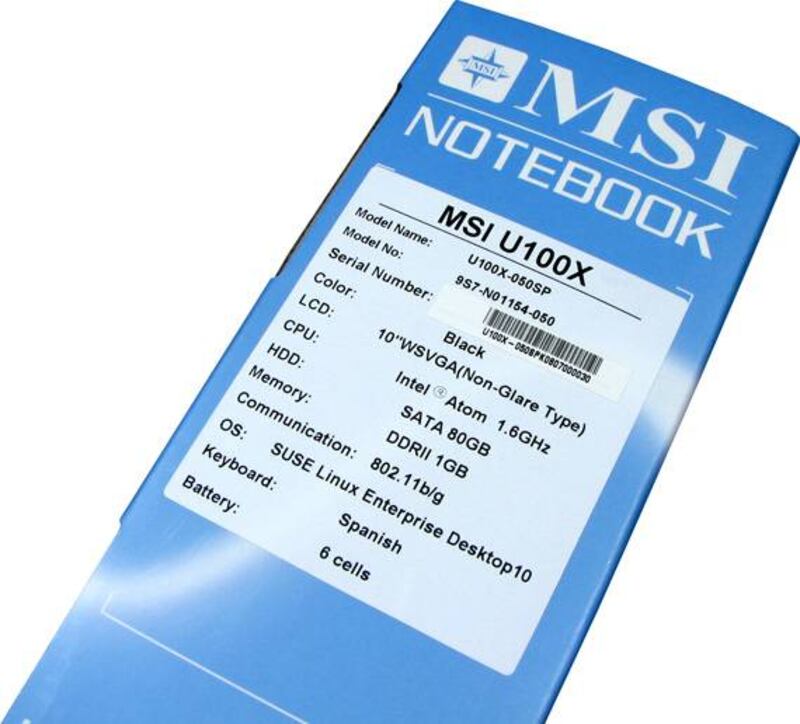 MSI
MSI
NOTEBOOK
MSI U100X
Model Name: U100X-050SP
Model No: 9S7-N01154-050
Serial Number: U100X-050SPK0807000030
Color: Black
LCD: 10"WSVGA(Non-Glare Type)
CPU: Intel ® Atom 1.6GHz
HDD: SATA 80GB
Memory: DDRII 1GB
Communication: 802.11b/g
OS: SUSE Linux Enterprise Desktop10
Keyboard: Spanish
Battery: 6 cells